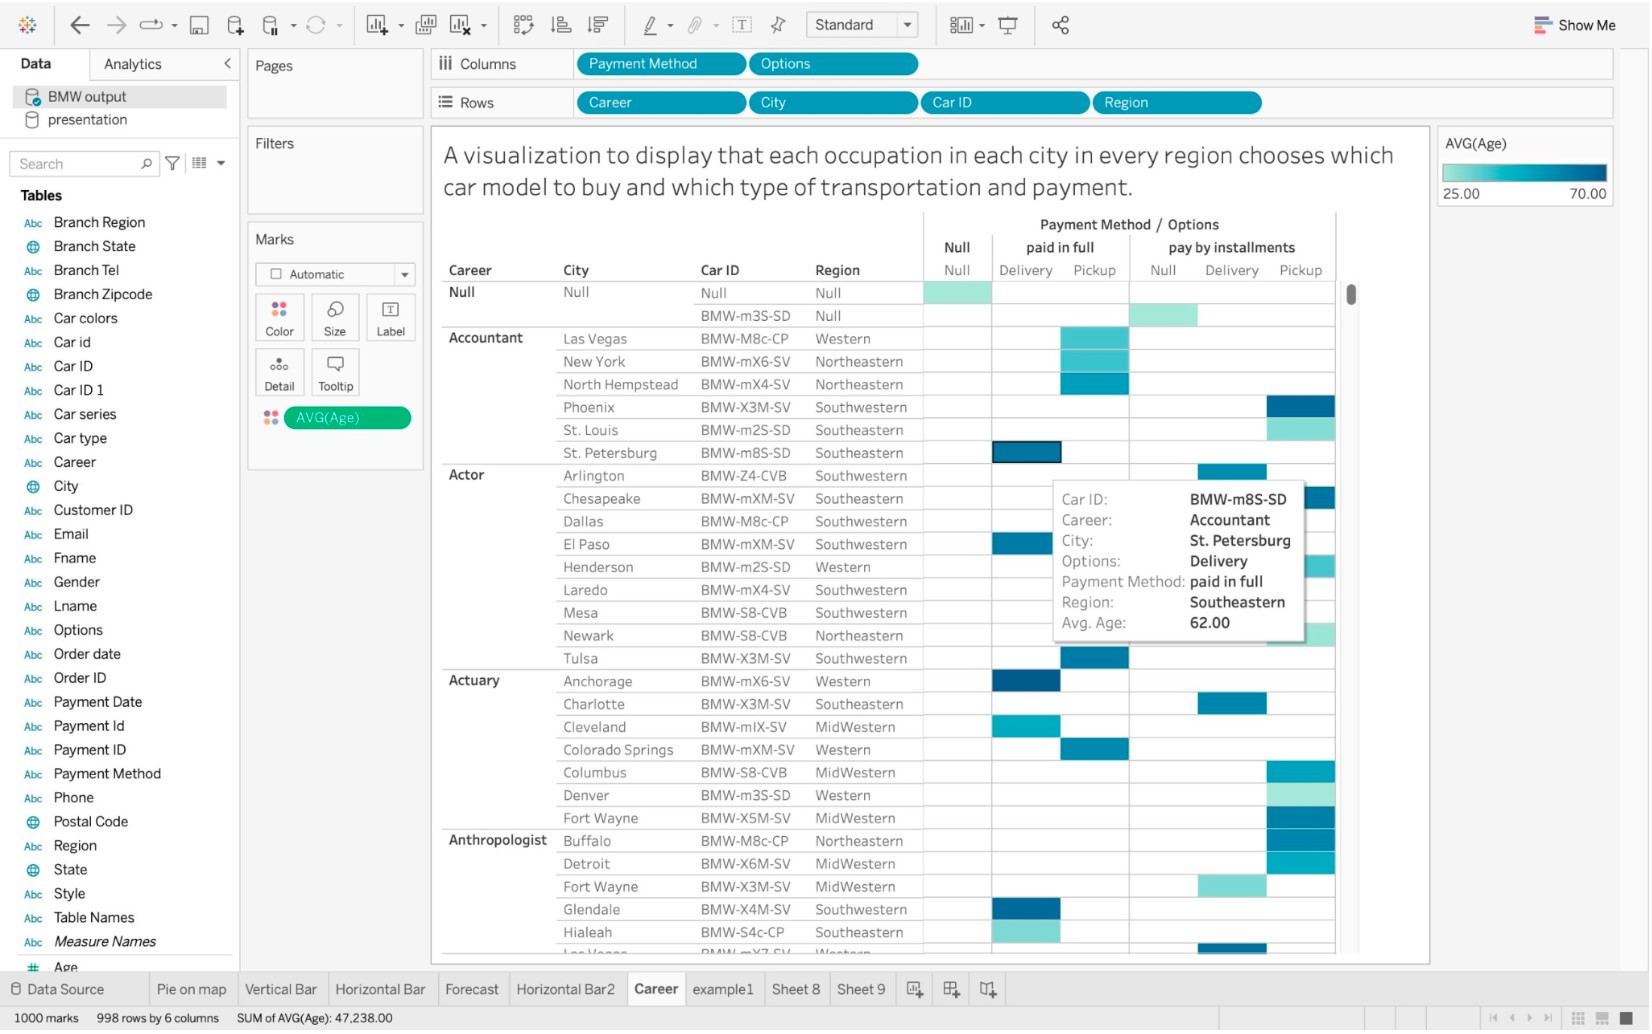 Standard
Show Me
Data Analytics
BMW output
presentation
Search
Tables
Abc Branch Region
Branch State
Abc Branch Tel
Branch Zipcode
Abc Car colors
Abc Car id
Abc Car ID
Abc Car ID 1
Abc Car series
Abc Car type
Abc Career
City
Abc Customer ID
Abc Email
Abc Fname
Abc Gender
Abc Lname
Abc Options
Abc Order date
Abc Order ID
Abc Payment Date
Abc Payment Id
Abc Payment ID
Abc Payment Method
Abc Phone
Postal Code
Abc Region
State
Abc Style
Abc Table Names
Abc Measure Names
# Age
Pages
Filters
Marks
Automatic
Color Size Label
Detail Tooltip
AVG(Age)
Columns Payment Method Options
Rows Career City Car ID Region
A visualization to display that each occupation in each city in every region chooses which
car model to buy and which type of transportation and payment.
Payment Method / Options
Null paid in full pay by installments
Career City Car ID Region Null Delivery Pickup Null Delivery Pickup
Null Null Null Null
BMW-m3S-SD Null
Accountant Las Vegas BMW-M8c-CP Western
New York BMW-mX6-SV Northeastern
North Hempstead BMW-mX4-SV Northeastern
Phoenix BMW-X3M-SV Southwestern
St. Louis BMW-m2S-SD Southeastern
St. Petersburg BMW-m8S-SD Southeastern
Actor Arlington BMW-Z4-CVB Southwestern
Chesapeake BMW-mXM-SV Southeastern
Dallas BMW-M8c-CP Southwestern
El Paso BMW-mXM-SV Southwestern
Henderson BMW-m2S-SD Western
Laredo BMW-mX4-SV Southwestern
Mesa BMW-S8-CVB Southwestern
Newark BMW-S8-CVB Northeastern
Tulsa BMW-X3M-SV Southwestern
Actuary Anchorage BMW-mX6-SV Western
Charlotte BMW-X3M-SV Southeastern
Cleveland BMW-mIX-SV MidWestern
Colorado Springs BMW-mXM-SV Western
Columbus BMW-S8-CVB MidWestern
Denver BMW-m3S-SD Western
Fort Wayne BMW-X5M-SV MidWestern
Anthropologist Buffalo BMW-M8c-CP Northeastern
Detroit BMW-X6M-SV MidWestern
Fort Wayne BMW-X3M-SV MidWestern
Glendale BMW-X4M-SV Southwestern
Hialeah BMW-S4c-CP Southeastern
Las Vegas BMW-mX7-SV Western
Car ID: BMW-m8S-SD
Career: Accountant
City: St. Petersburg
Options: Delivery
Payment Method: paid in full
Region: Southeastern
Avg. Age: 62.00
AVG(Age)
25.00 70.00
Data Source Pie on map Vertical Bar Horizontal Bar Forecast Horizontal Bar2 Career example1 Sheet 8 Sheet 9
1000 marks 998 rows by 6 columns SUM of AVG(Age): 47,238.00